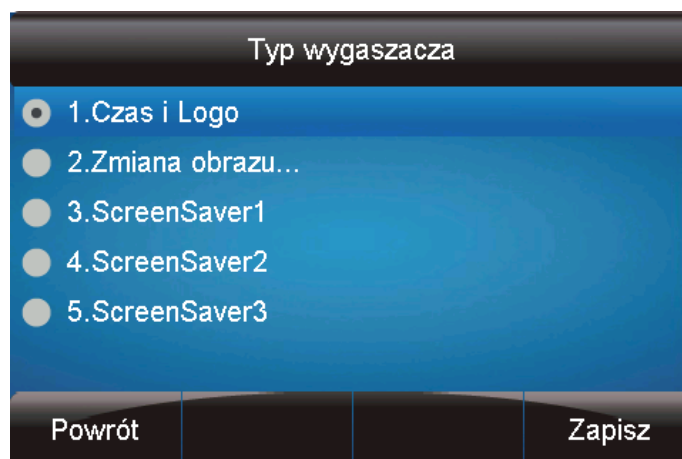 Typ wygaszacza
1.Czas i Logo
2.Zmiana obrazu...
3.ScreenSaver1
4.ScreenSaver2
5.ScreenSaver3
Powrót Zapisz